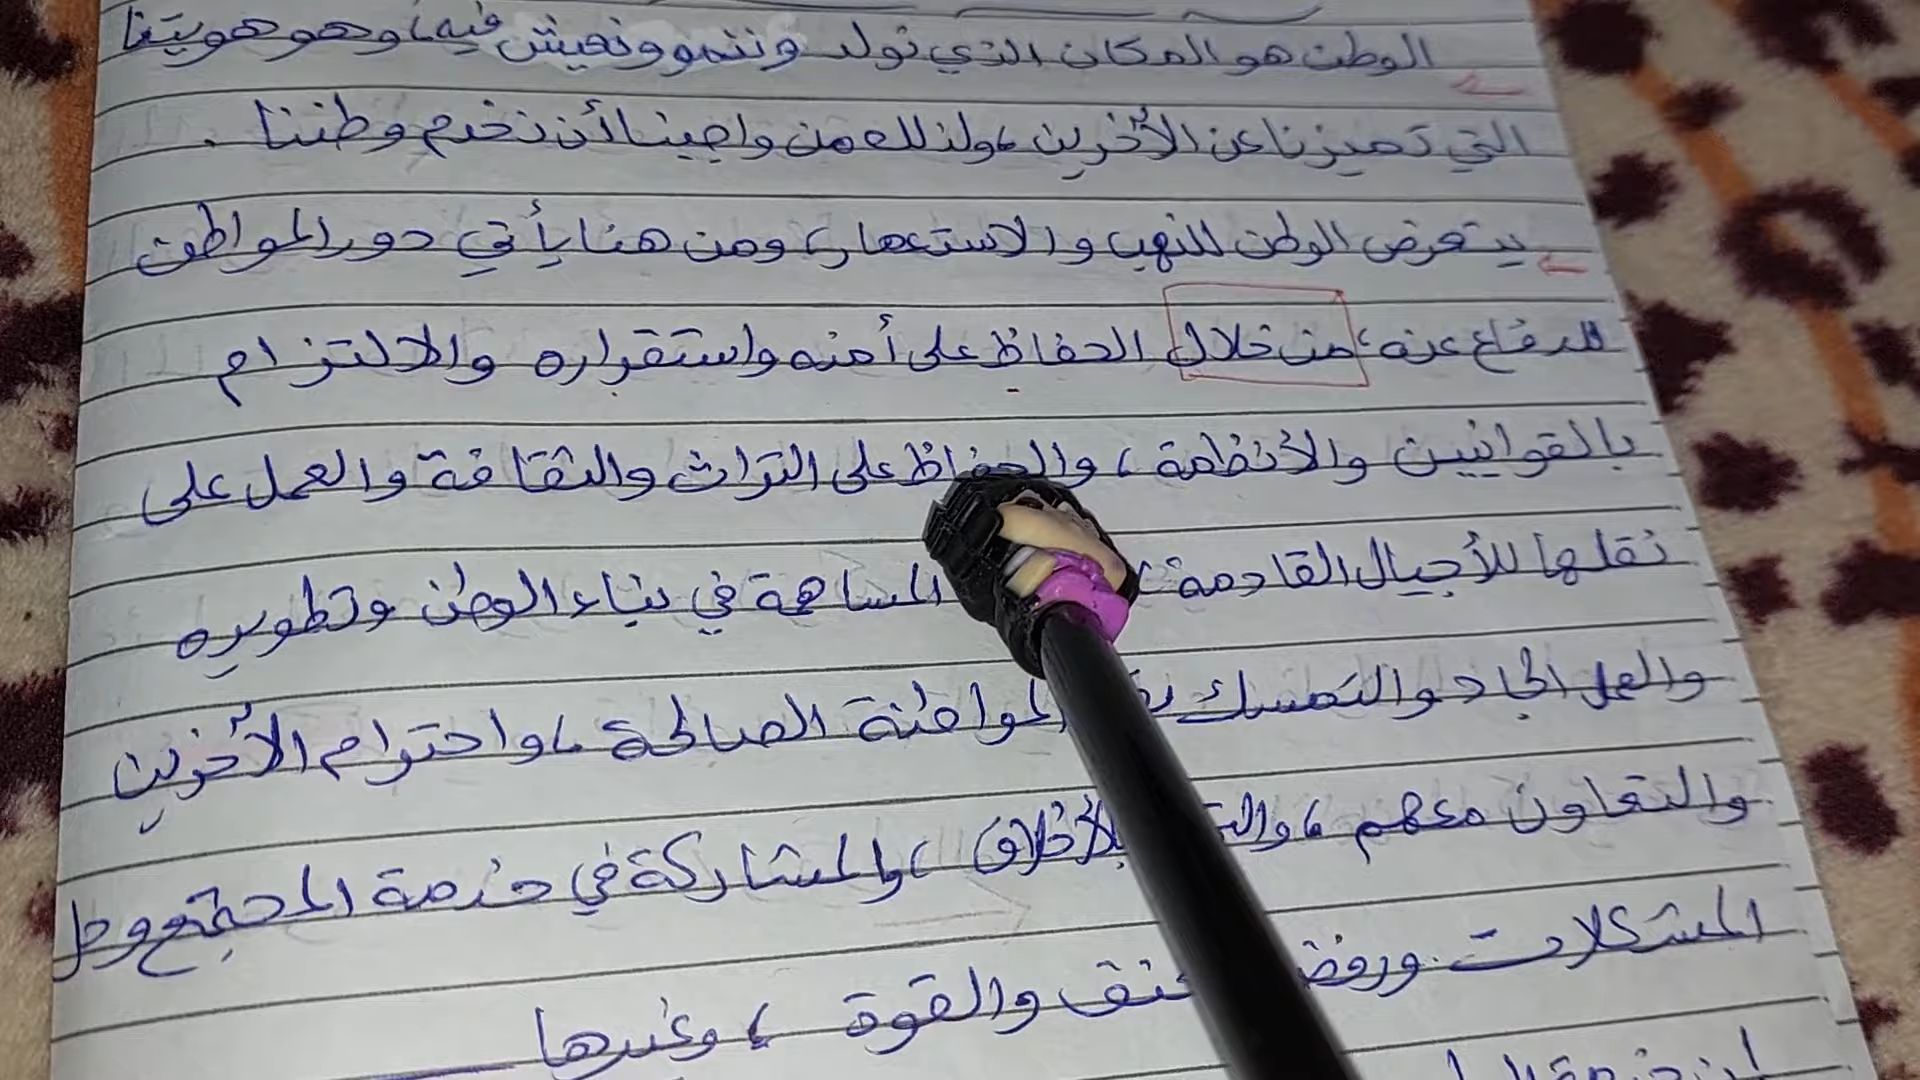 الوطن هو المكان الذي نولد وننمو ونعيش فيه، وهو هويتنا
التي تميزنا عن الآخرين، ولذلك من واجبنا أن نخدم وطننا .
يتعرض الوطن للنهب والاستعمار، ومن هنا يأتي دور المواطن
للدفاع عنه، من خلال الحفاظ على أمنه واستقراره والالتزام
بالقوانين والأنظمة، والحفاظ على التراث والثقافة والعمل على
نقلها للأجيال القادمة، المساهمة في بناء الوطن وتطويره
والعمل الجاد والتمسك المواطنة الصالحة، واحترام الآخرين
والتعاون معهم، بالأخلاق، والمشاركة في خدمة المجتمع وحل
المشكلات ورفض العنف والقوة، وغيرها